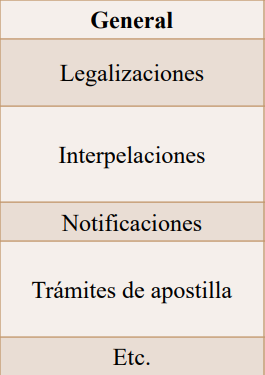 General
Legalizaciones
Interpelaciones
Notificaciones
Trámites de apostilla
Etc.